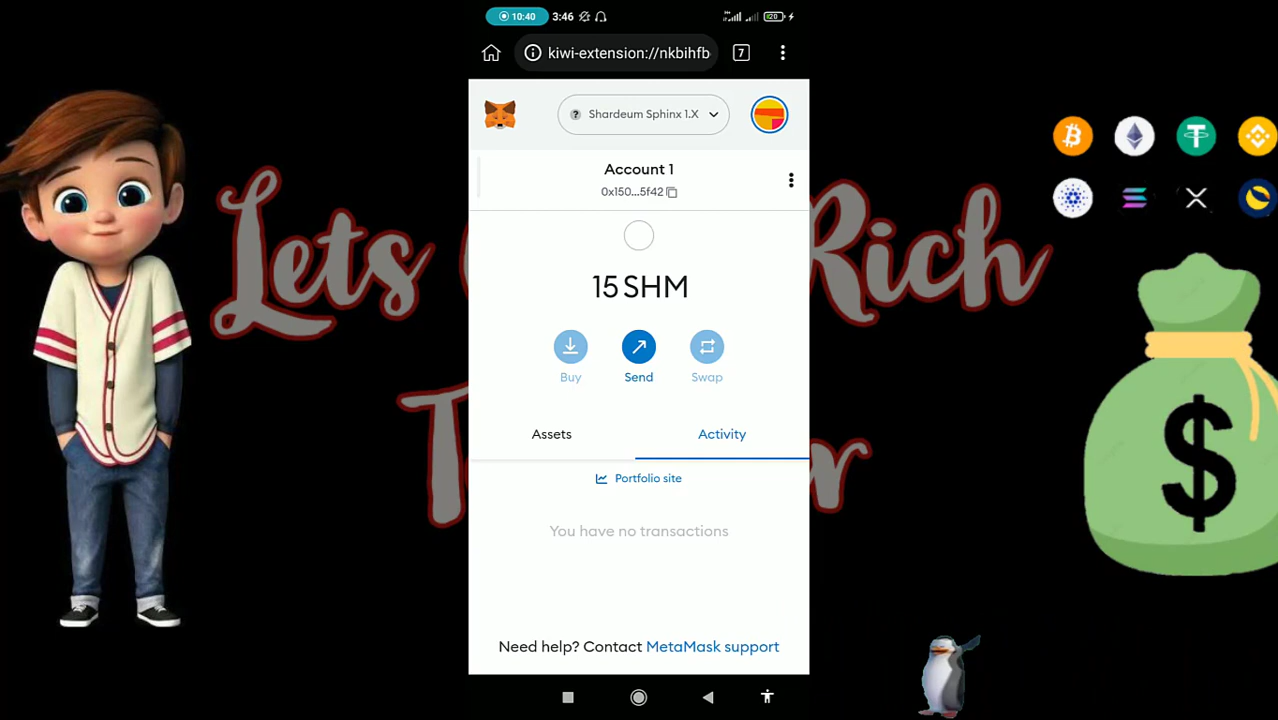 10:40 3:46 20
kiwi-extension://nkbihfb 7
? Shardeum Sphinx 1.X
Account 1
0x150...5f42
Lets Rich
15 SHM
Buy Send Swap
Assets Activity
Portfolio site
You have no transactions
Need help? Contact MetaMask support
$